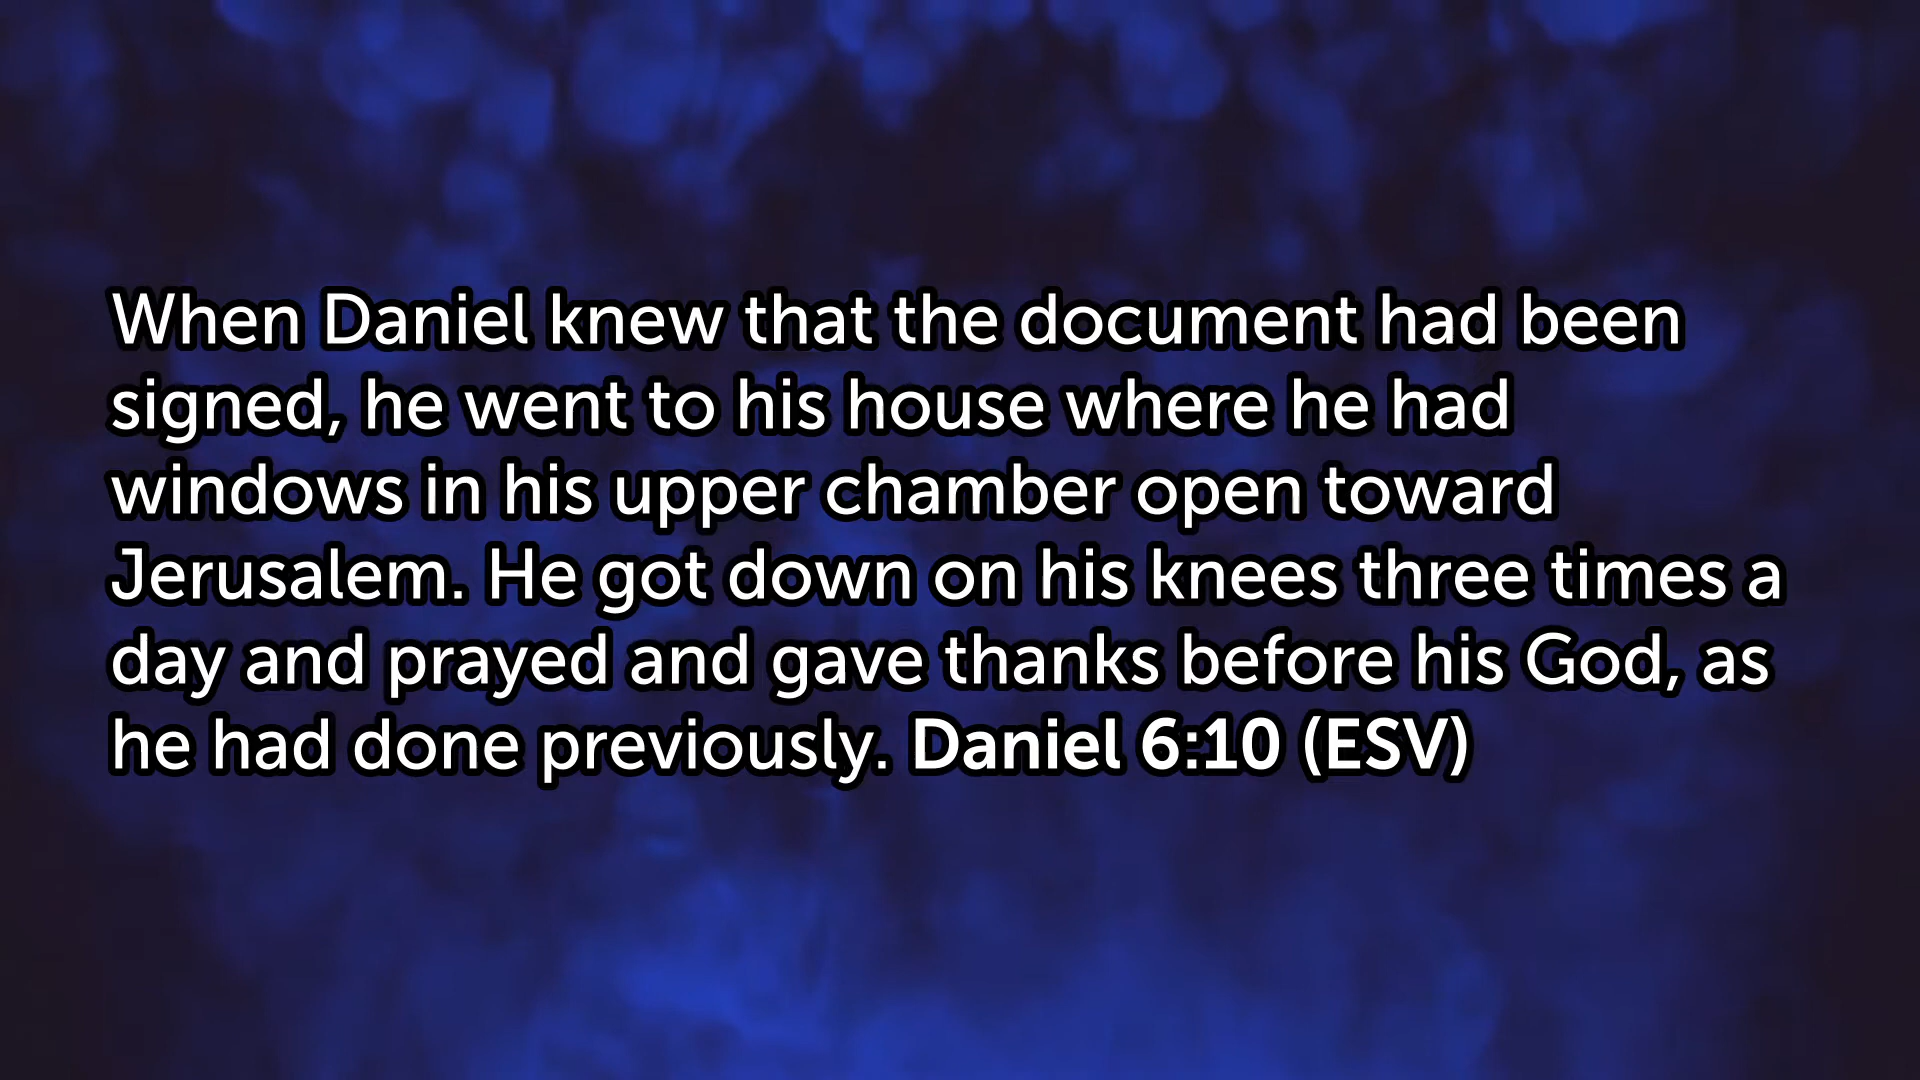 When Daniel knew that the document had been
signed, he went to his house where he had
windows in his upper chamber open toward
Jerusalem. He got down on his knees three times a
day and prayed and gave thanks before his God, as
he had done previously. Daniel 6:10 (ESV)